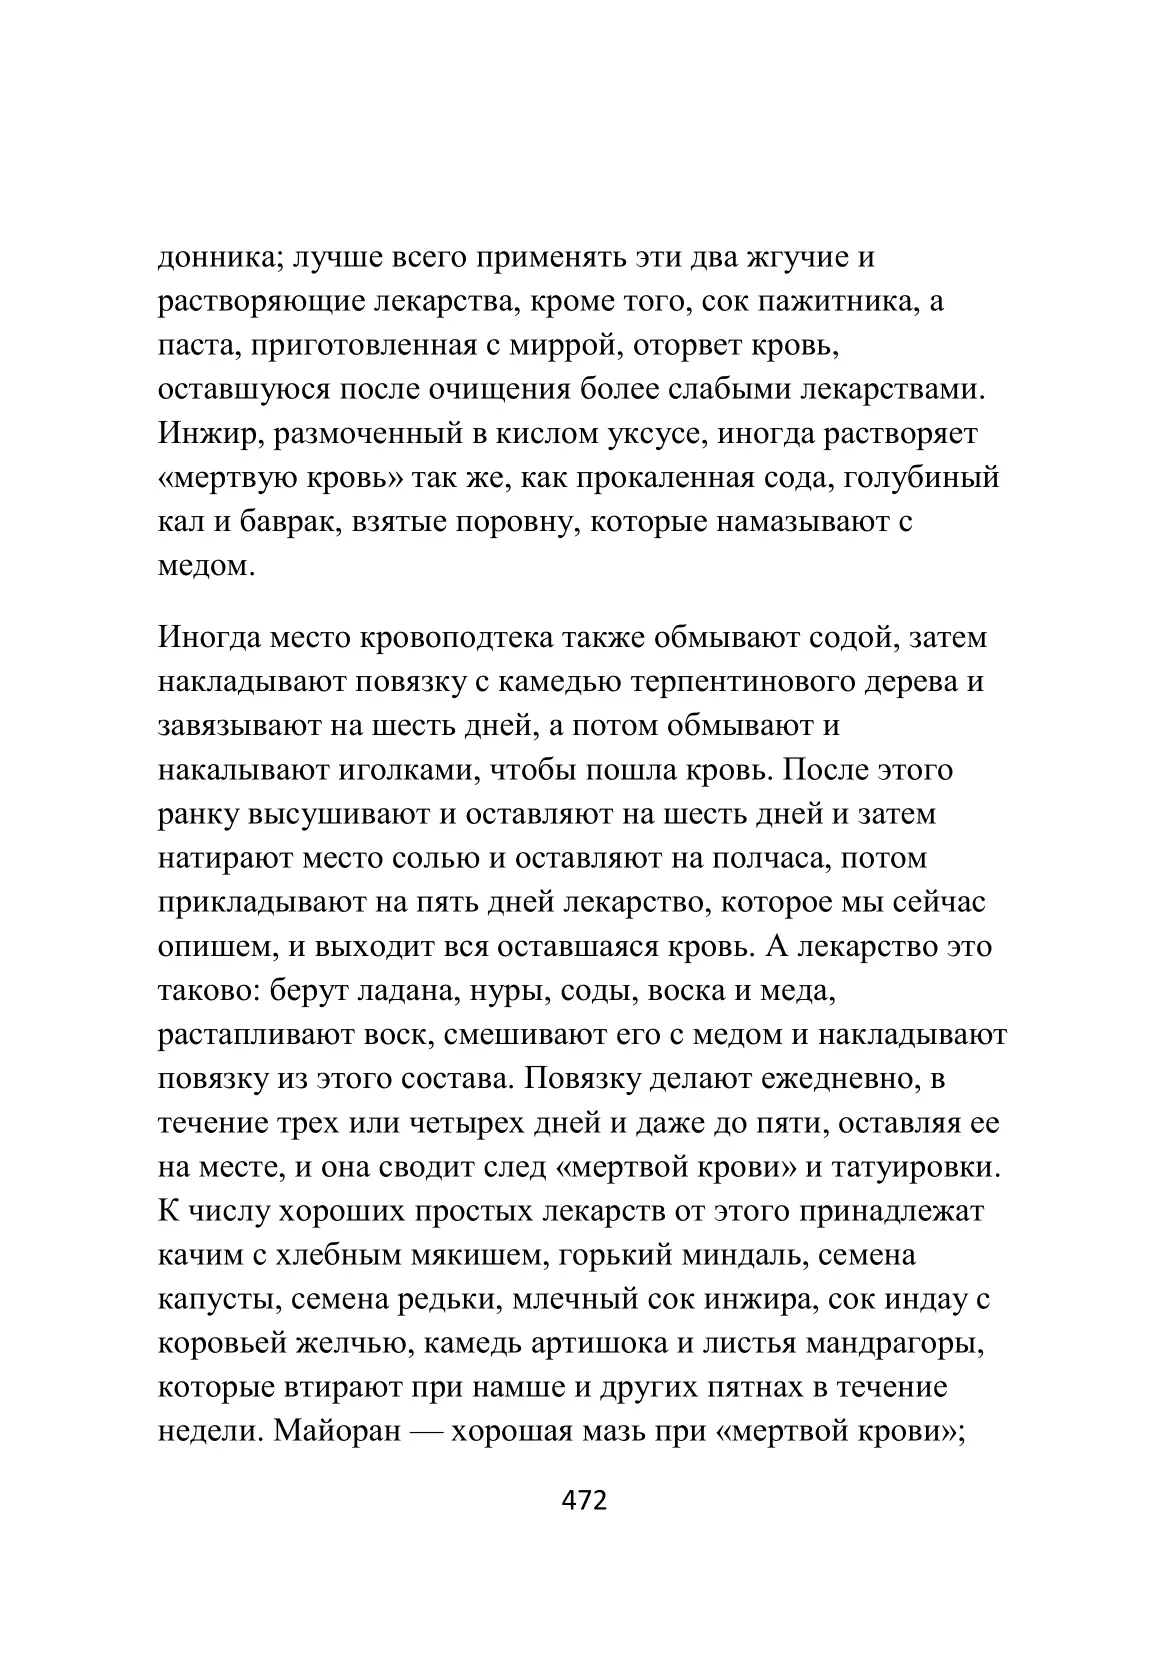 донника; лучше всего применять эти два жгучие и
растворяющие лекарства, кроме того, сок пажитника, а
паста, приготовленная с миррой, оторвет кровь,
оставшуюся после очищения более слабыми лекарствами.
Инжир, размоченный в кислом уксусе, иногда растворяет
«мертвую кровь» так же, как прокаленная сода, голубиный
кал и баврак, взятые поровну, которые намазывают с
медом.
Иногда место кровоподтека также обмывают содой, затем
накладывают повязку с камедью терпентинового дерева и
завязывают на шесть дней, а потом обмывают и
накалывают иголками, чтобы пошла кровь. После этого
ранку высушивают и оставляют на шесть дней и затем
натирают место солью и оставляют на полчаса, потом
прикладывают на пять дней лекарство, которое мы сейчас
опишем, и выходит вся оставшаяся кровь. А лекарство это
таково: берут ладана, нуры, соды, воска и меда,
растапливают воск, смешивают его с медом и накладывают
повязку из этого состава. Повязку делают ежедневно, в
течение трех или четырех дней и даже до пяти, оставляя ее
на месте, и она сводит след «мертвой крови» и татуировки.
К числу хороших простых лекарств от этого принадлежат
качим с хлебным мякишем, горький миндаль, семена
капусты, семена редьки, млечный сок инжира, сок индау с
коровьей желчью, камедь артишока и листья мандрагоры,
которые втирают при намше и других пятнах в течение
недели. Майоран — хорошая мазь при «мертвой крови»;
472